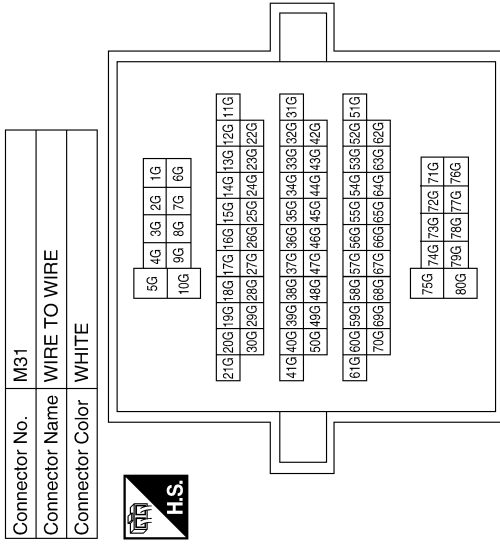 Connector No. M31
Connector Name WIRE TO WIRE
Connector Color WHITE
H.S.
5G 4G 3G 2G 1G
10G 9G 8G 7G 6G
21G 20G 19G 18G 17G 16G 15G 14G 13G 12G 11G
30G 29G 28G 27G 26G 25G 24G 23G 22G
41G 40G 39G 38G 37G 36G 35G 34G 33G 32G 31G
50G 49G 48G 47G 46G 45G 44G 43G 42G
61G 60G 59G 58G 57G 56G 55G 54G 53G 52G 51G
70G 69G 68G 67G 66G 65G 64G 63G 62G
75G 74G 73G 72G 71G
80G 79G 78G 77G 76G